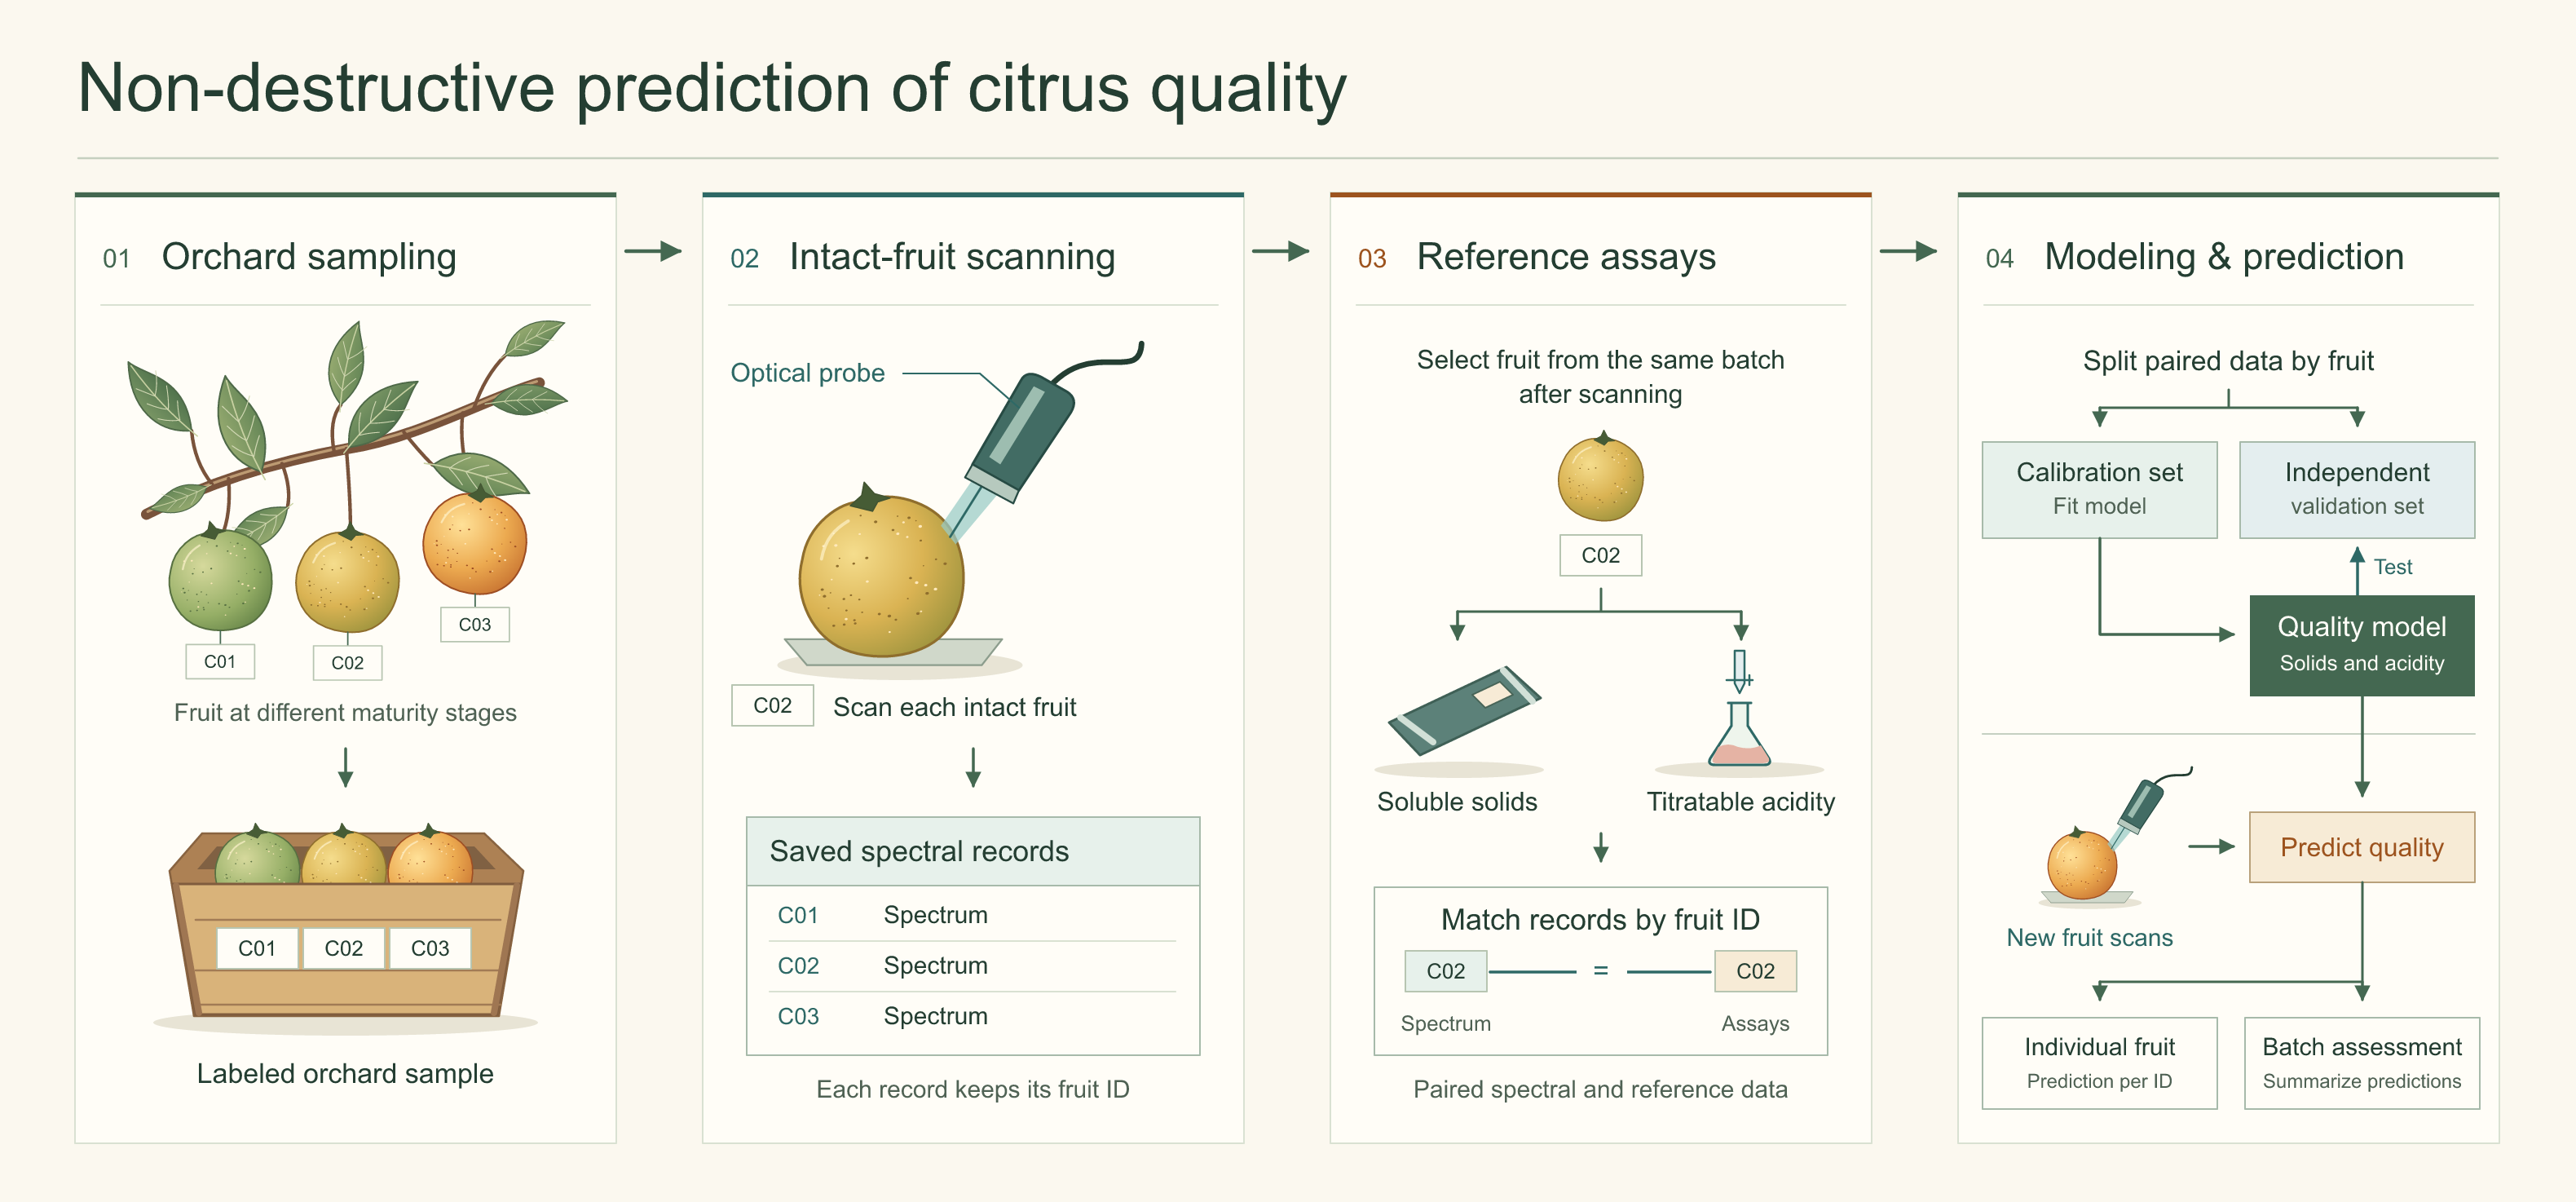 Non-destructive prediction of citrus quality
01 Orchard sampling
C03
C01
C02
Fruit at different maturity stages
C01 C02 C03
Labeled orchard sample
02 Intact-fruit scanning
Optical probe
C02 Scan each intact fruit
Saved spectral records
C01 Spectrum
C02 Spectrum
C03 Spectrum
Each record keeps its fruit ID
03 Reference assays
Select fruit from the same batch
after scanning
C02
Soluble solids
Titratable acidity
Match records by fruit ID
C02 = C02
Spectrum Assays
Paired spectral and reference data
04 Modeling & prediction
Split paired data by fruit
Calibration set
Fit model
Independent
validation set
Test
Quality model
Solids and acidity
Predict quality
New fruit scans
Individual fruit
Prediction per ID
Batch assessment
Summarize predictions